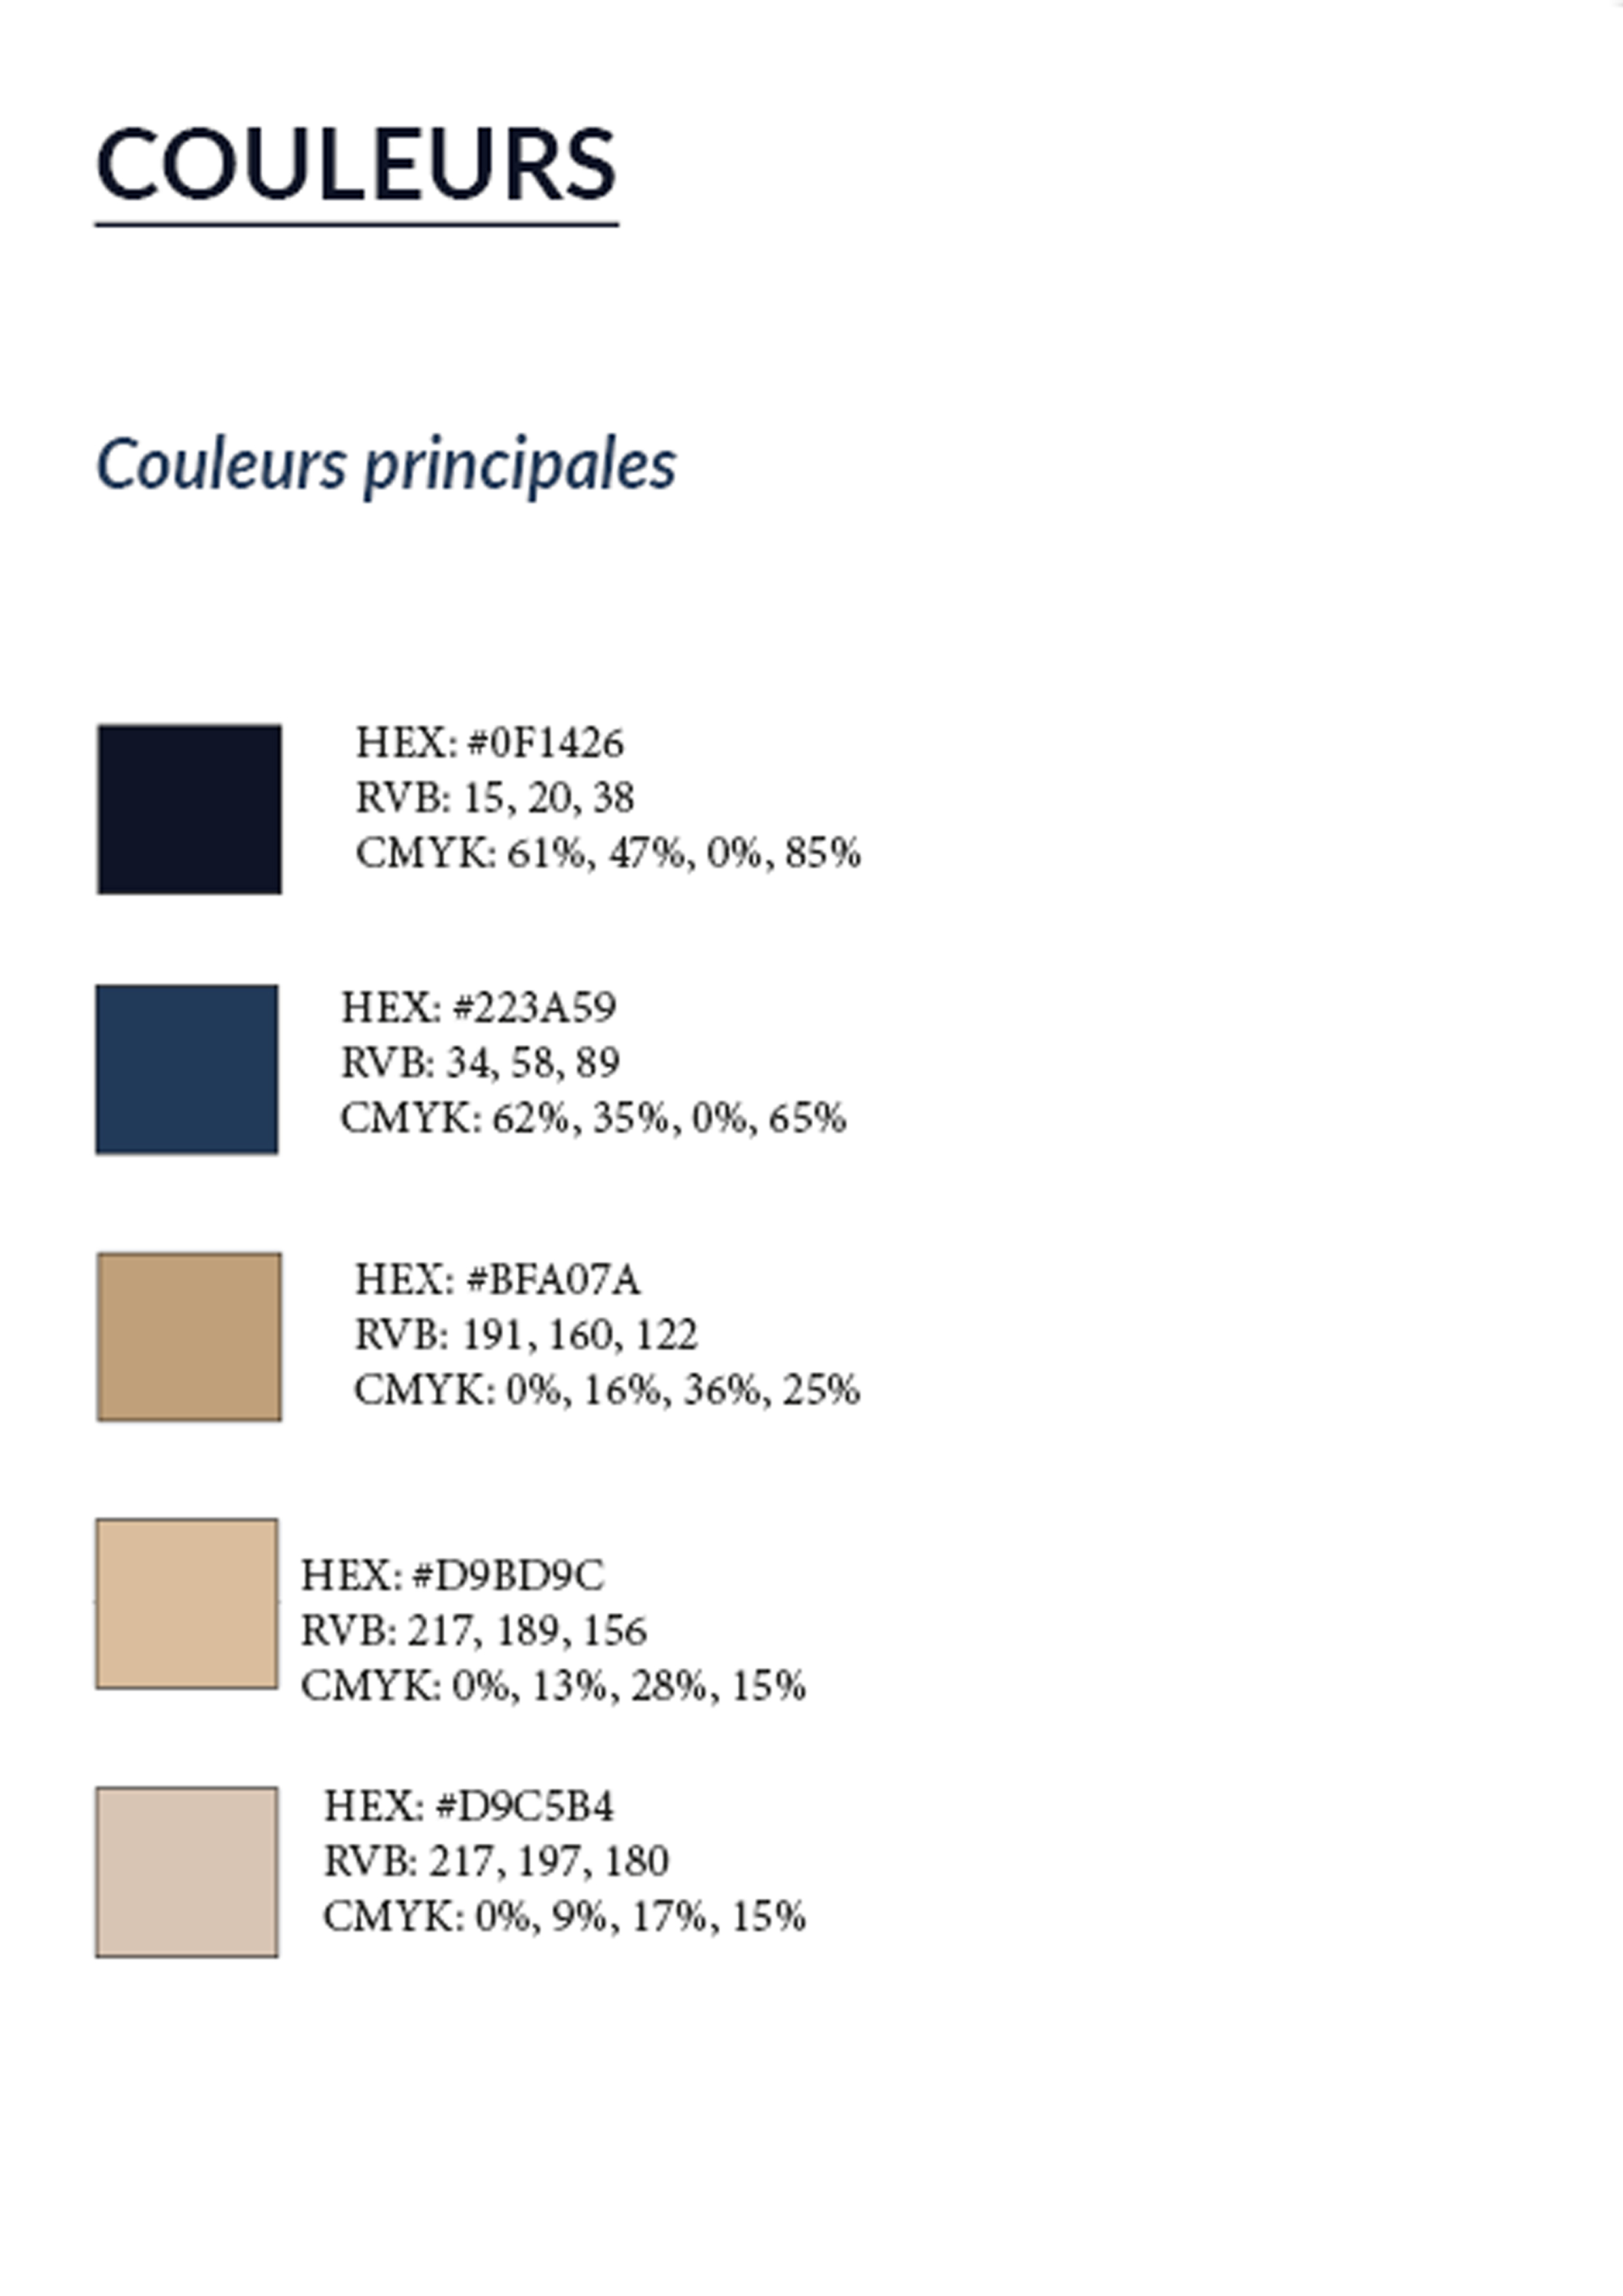 COULEURS
Couleurs principales
HEX: #0F1426
RVB: 15, 20, 38
CMYK: 61%, 47%, 0%, 85%
HEX: #223A59
RVB: 34, 58, 89
CMYK: 62%, 35%, 0%, 65%
HEX: #BFA07A
RVB: 191, 160, 122
CMYK: 0%, 16%, 36%, 25%
HEX: #D9BD9C
RVB: 217, 189, 156
CMYK: 0%, 13%, 28%, 15%
HEX: #D9C5B4
RVB: 217, 197, 180
CMYK: 0%, 9%, 17%, 15%